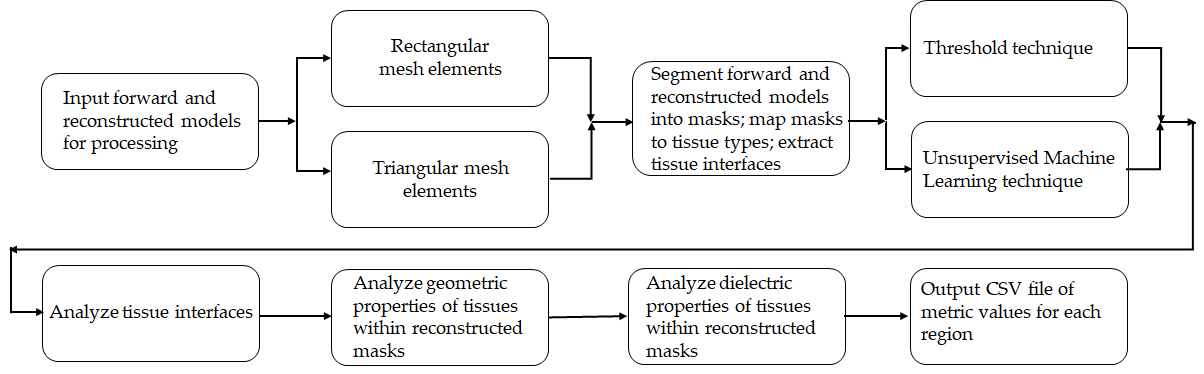 Input forward and
reconstructed models
for processing
Rectangular
mesh elements
Triangular mesh
elements
Segment forward and
reconstructed models
into masks; map masks
to tissue types; extract
tissue interfaces
Threshold technique
Unsupervised Machine
Learning technique
Analyze tissue interfaces
Analyze geometric
properties of tissues
within reconstructed
masks
Analyze dielectric
properties of tissues
within reconstructed
masks
Output CSV file of
metric values for each
region